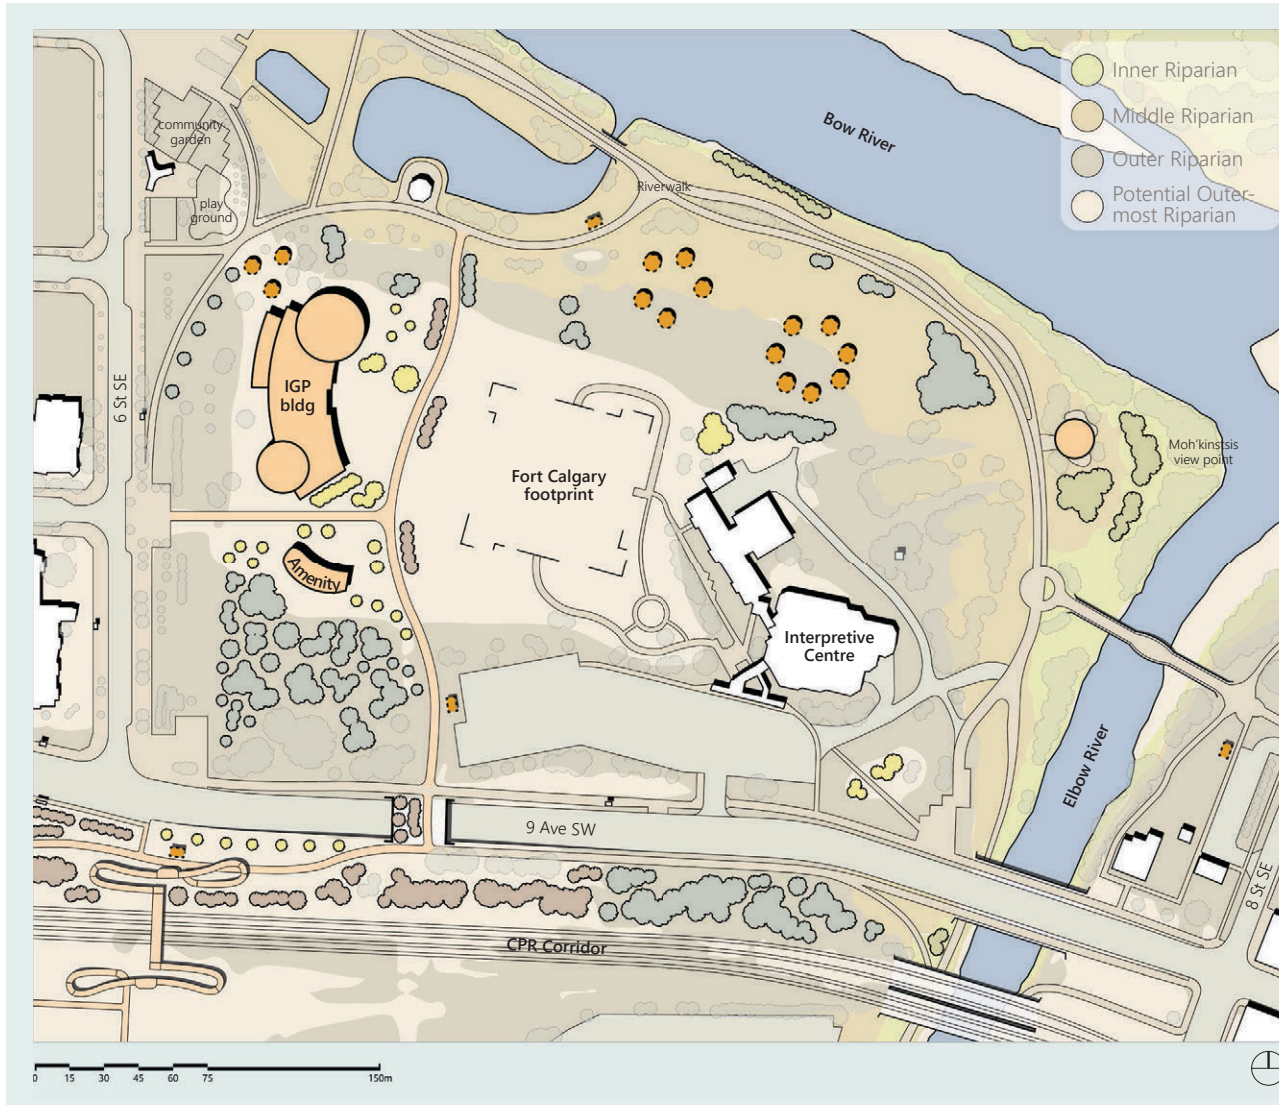 Inner Riparian
Middle Riparian
Outer Riparian
Potential Outer-
most Riparian
Bow River
community
garden
play
ground
Riverwalk
6 St SE
IGP
bldg
Fort Calgary
footprint
Moh'kinstsis
view point
Amenity
Interpretive
Centre
Elbow River
9 Ave SW
8 St SE
CPR Corridor
0 15 30 45 60 75 150m